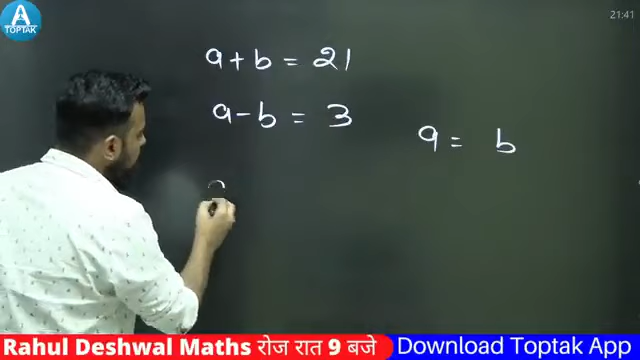 A
TOPTAK
21:41
a + b = 21
a - b = 3
a = b
Rahul Deshwal Maths रोज रात 9 बजे
Download Toptak App